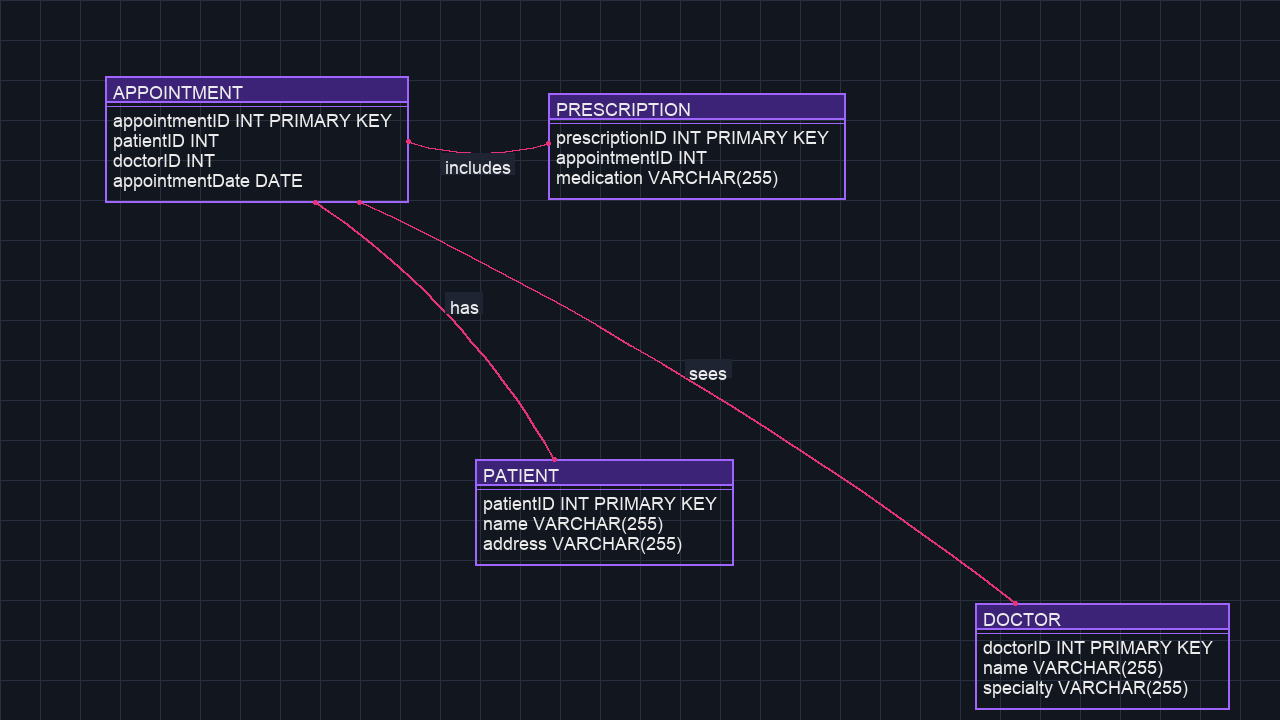 APPOINTMENT
appointmentID INT PRIMARY KEY
patientID INT
doctorID INT
appointmentDate DATE
PRESCRIPTION
prescriptionID INT PRIMARY KEY
appointmentID INT
medication VARCHAR(255)
includes
has
sees
PATIENT
patientID INT PRIMARY KEY
name VARCHAR(255)
address VARCHAR(255)
DOCTOR
doctorID INT PRIMARY KEY
name VARCHAR(255)
specialty VARCHAR(255)